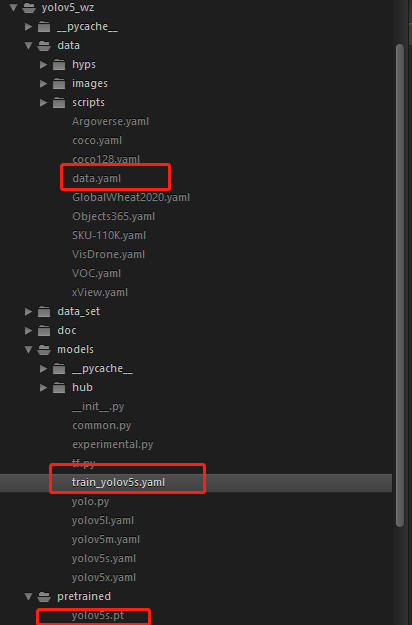 yolov5_wz
__pycache__
data
hyps
images
scripts
Argoverse.yaml
coco.yaml
coco128.yaml
data.yaml
GlobalWheat2020.yaml
Objects365.yaml
SKU-110K.yaml
VisDrone.yaml
VOC.yaml
xView.yaml
data_set
doc
models
__pycache__
hub
__init__.py
common.py
experimental.py
tf.py
train_yolov5s.yaml
yolo.py
yolov5l.yaml
yolov5m.yaml
yolov5s.yaml
yolov5x.yaml
pretrained
yolov5s.pt